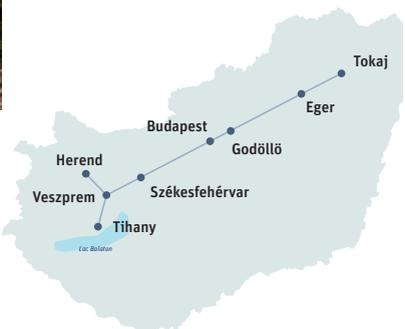 Tokaj
Eger
Budapest
Godöllö
Herend
Székesfehérvar
Veszprem
Tihany
Lac Balaton